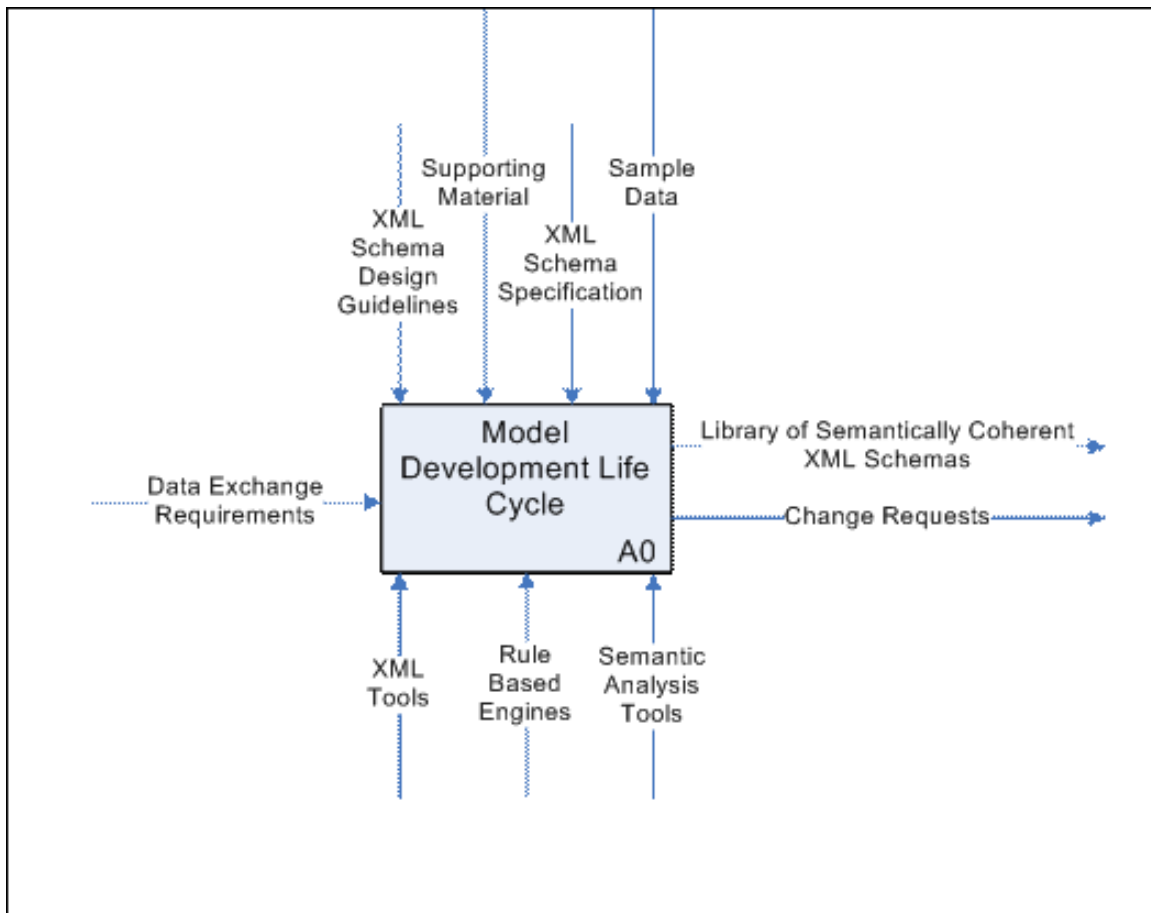 Supporting
Material
Sample
Data
XML
Schema
Design
Guidelines
XML
Schema
Specification
Model
Development Life
Cycle
A0
Data Exchange
Requirements
Library of Semantically Coherent
XML Schemas
Change Requests
XML
Tools
Rule
Based
Engines
Semantic
Analysis
Tools